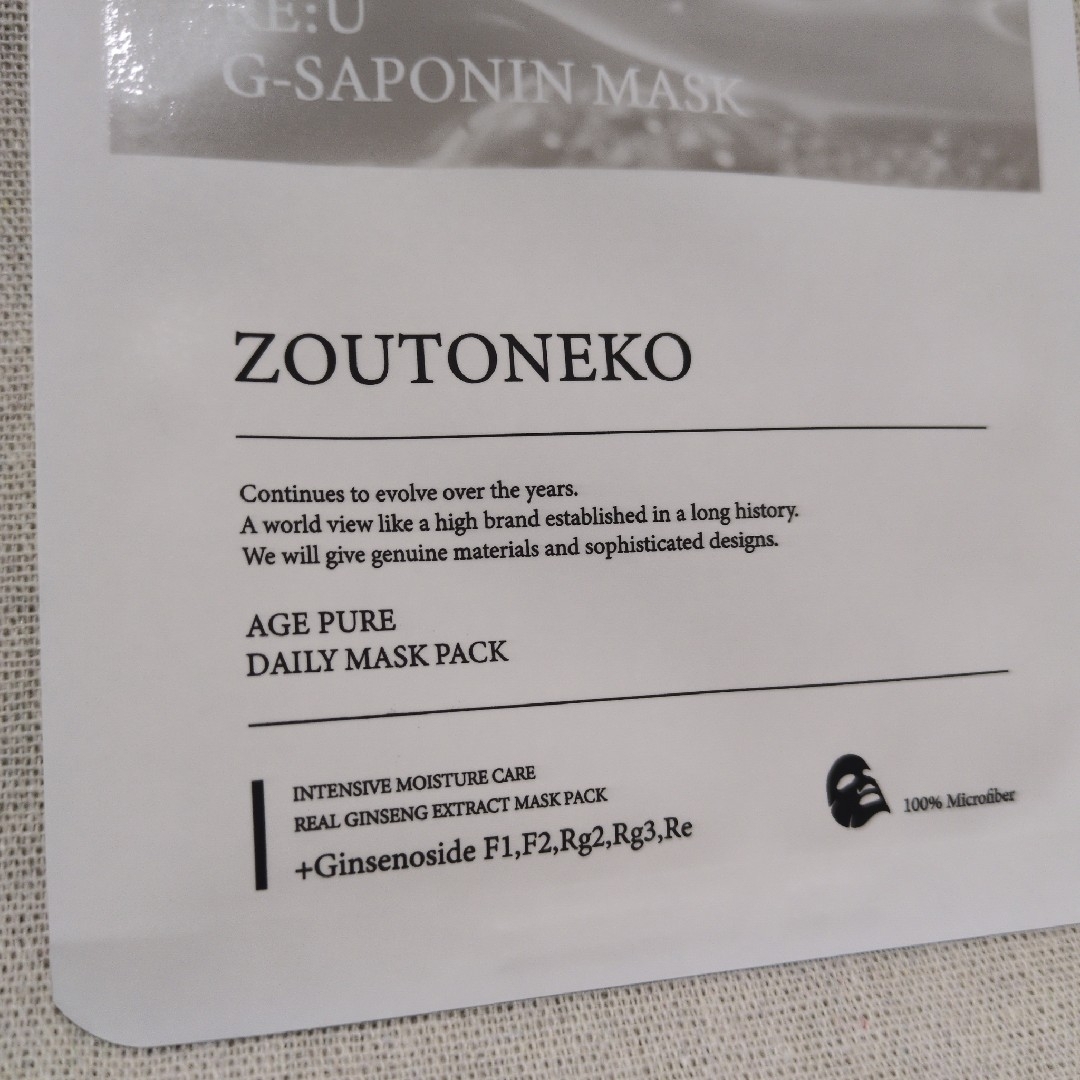 RE:U
G-SAPONIN MASK
ZOUTONEKO
Continues to evolve over the years.
A world view like a high brand established in a long history.
We will give genuine materials and sophisticated designs.
AGE PURE
DAILY MASK PACK
INTENSIVE MOISTURE CARE
REAL GINSENG EXTRACT MASK PACK
+Ginsenoside F1,F2,Rg2,Rg3,Re
100% Microfiber